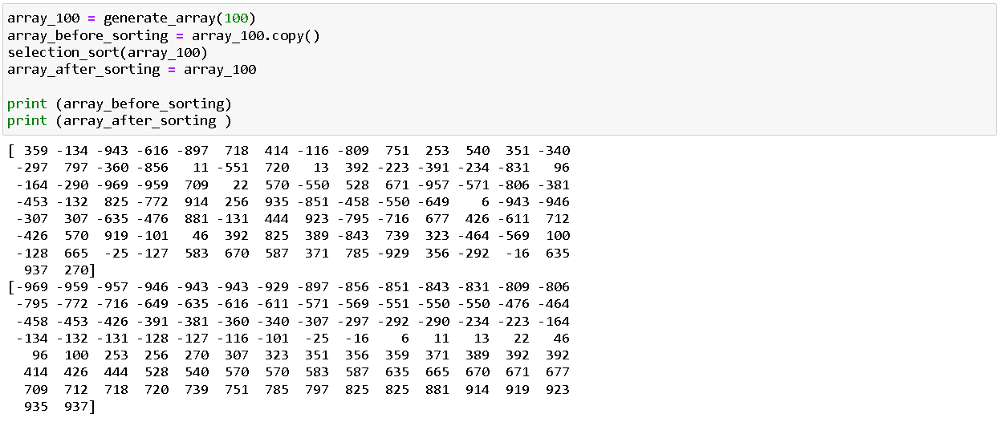 array_100 = generate_array(100)
array_before_sorting = array_100.copy()
selection_sort(array_100)
array_after_sorting = array_100
print (array_before_sorting)
print (array_after_sorting )
[ 359 -134 -943 -616 -897  718  414 -116 -809  751  253  540  351 -340
 -297  797 -360 -856   11 -551  720   13  392 -223 -391 -234 -831   96
 -164 -290 -969 -959  709   22  570 -550  528  671 -957 -571 -806 -381
 -453 -132  825 -772  914  256  935 -851 -458 -550 -649    6 -943 -946
 -307  307 -635 -476  881 -131  444  923 -795 -716  677  426 -611  712
 -426  570  919 -101   46  392  825  389 -843  739  323 -464 -569  100
 -128  665  -25 -127  583  670  587  371  785 -929  356 -292  -16  635
  937  270]
[-969 -959 -957 -946 -943 -943 -929 -897 -856 -851 -843 -831 -809 -806
 -795 -772 -716 -649 -635 -616 -611 -571 -569 -551 -550 -550 -476 -464
 -458 -453 -426 -391 -381 -360 -340 -307 -297 -292 -290 -234 -223 -164
 -134 -132 -131 -128 -127 -116 -101  -25  -16    6   11   13   22   46
   96  100  253  256  270  307  323  351  356  359  371  389  392  392
  414  426  444  528  540  570  570  583  587  635  665  670  671  677
  709  712  718  720  739  751  785  797  825  825  881  914  919  923
  935  937]